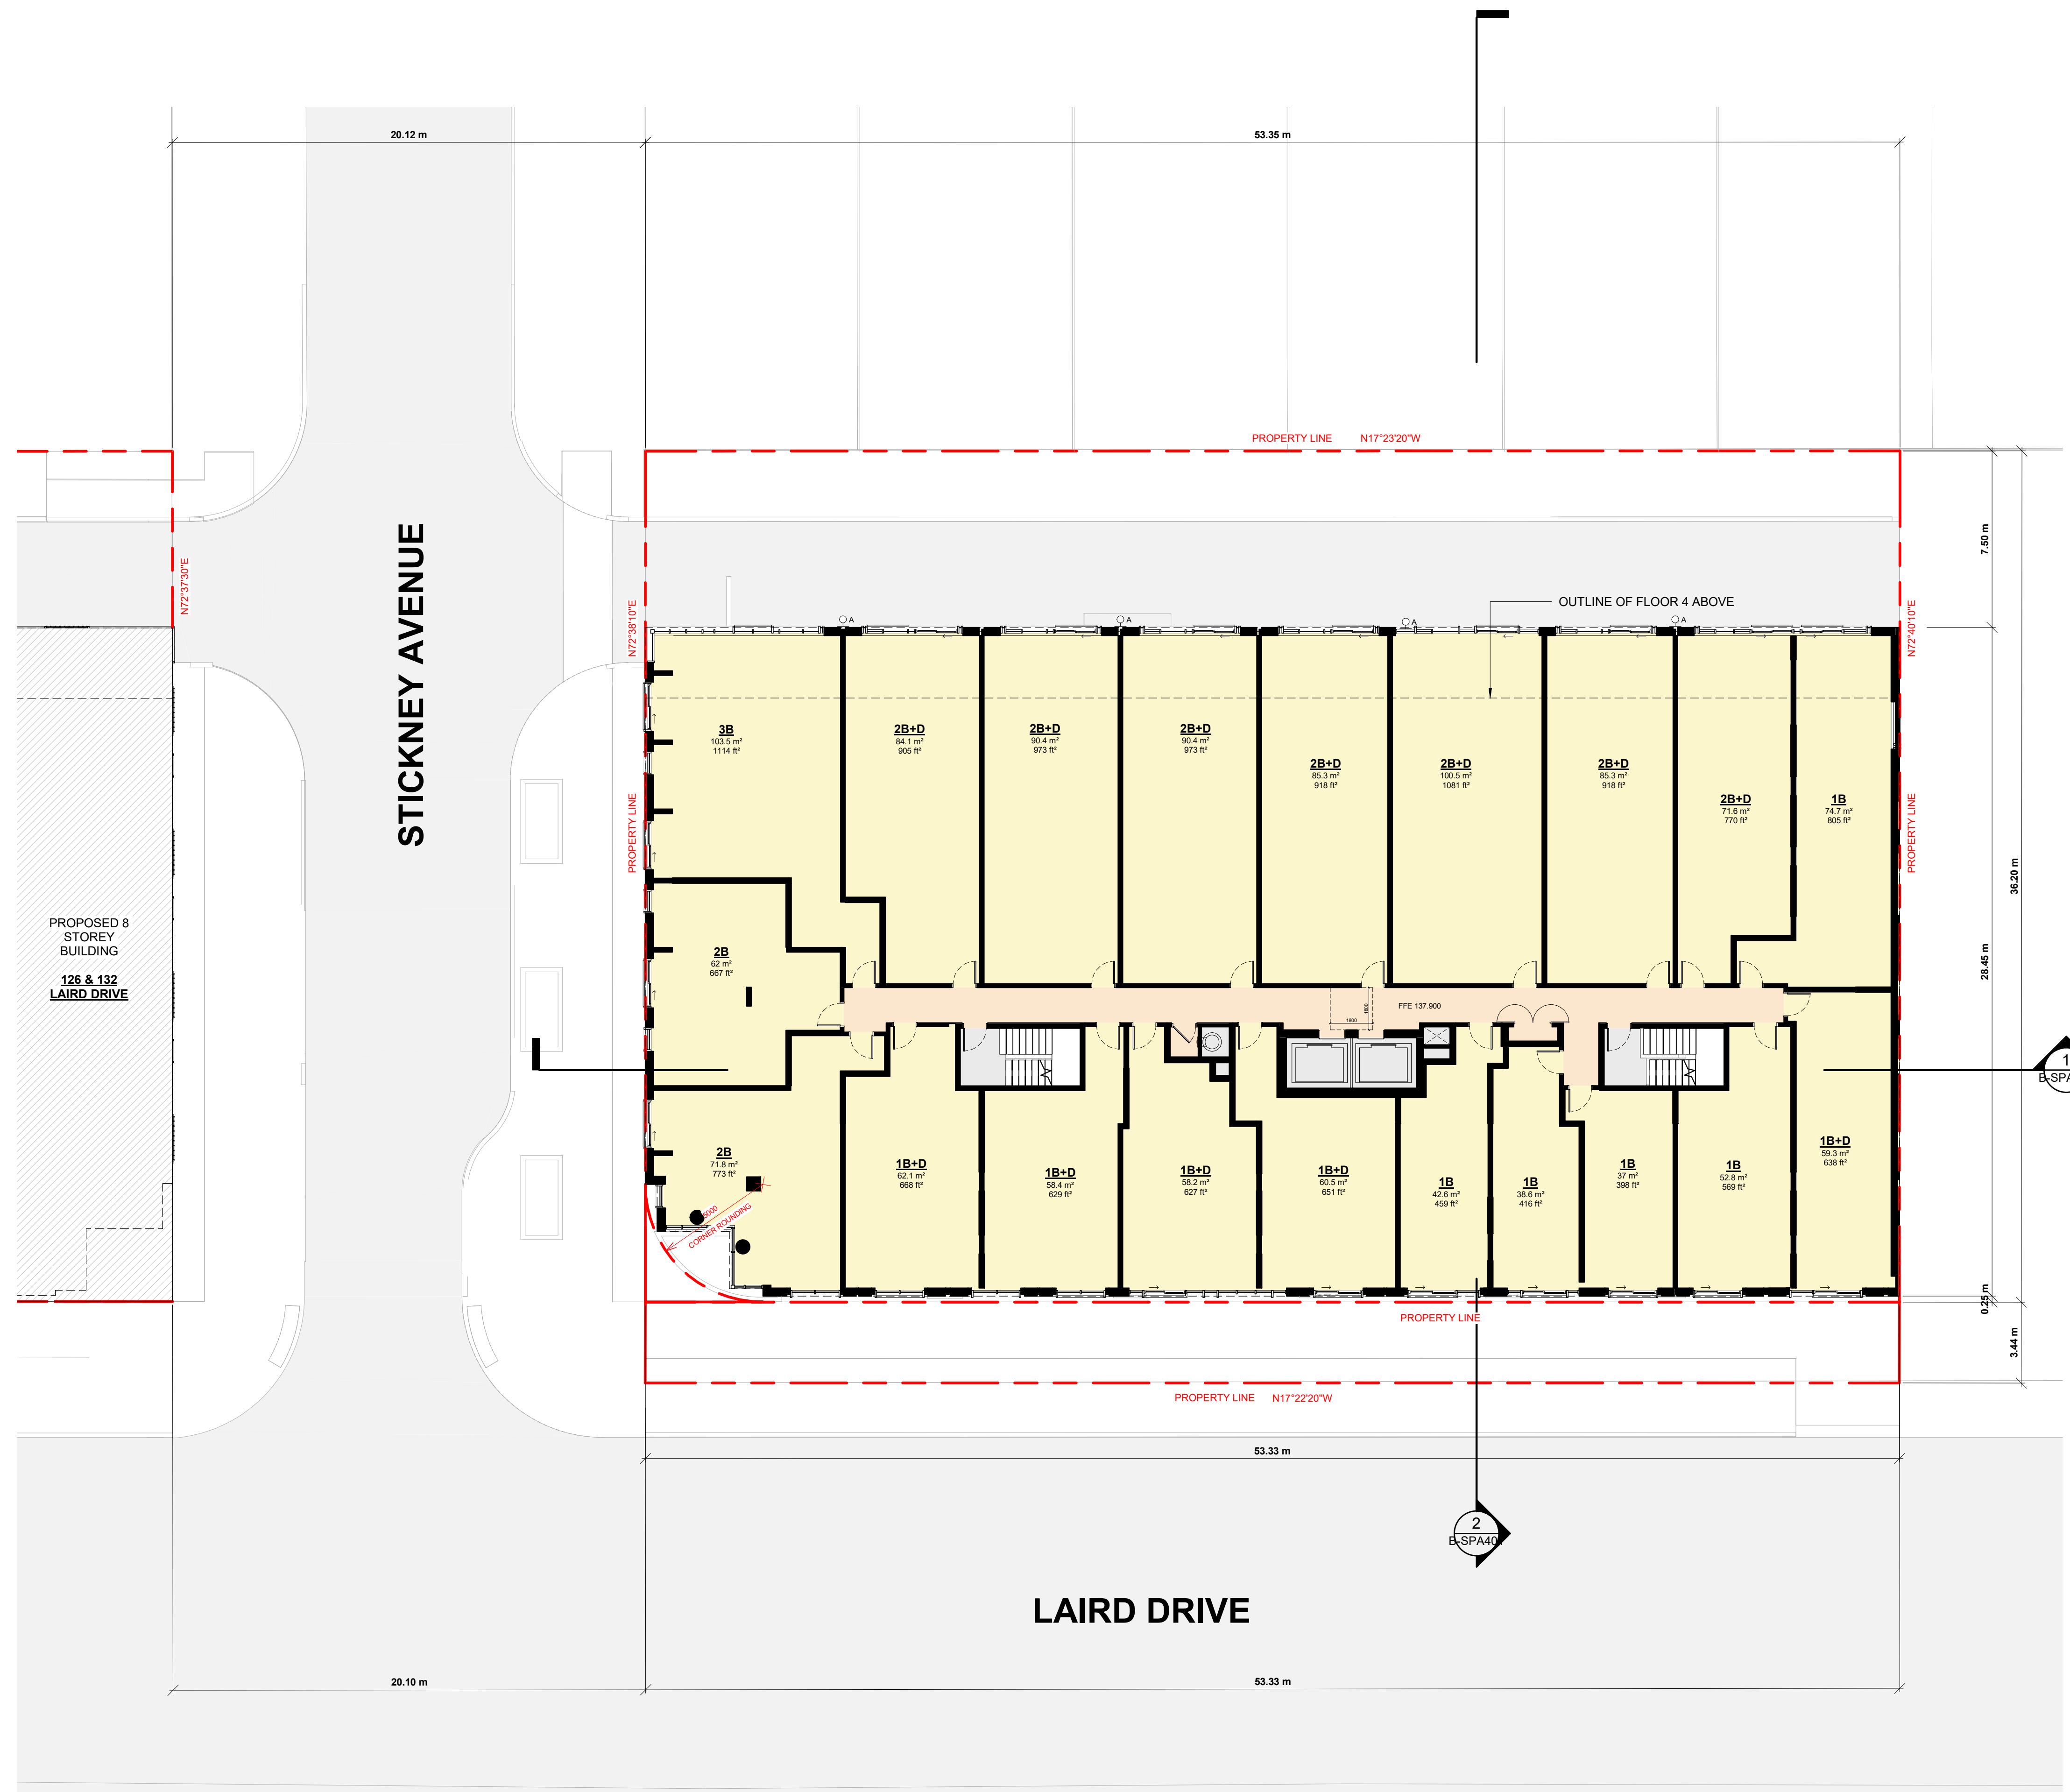 20.12 m
53.35 m
PROPERTY LINE N17°23'20"W
7.50 m
STICKNEY AVENUE
N72°37'30"E
N72°38'10"E
N72°40'10"E
OUTLINE OF FLOOR 4 ABOVE
A
A
A
A
3B
103.5 m²
1114 ft²
2B+D
84.1 m²
905 ft²
2B+D
90.4 m²
973 ft²
2B+D
90.4 m²
973 ft²
2B+D
85.3 m²
918 ft²
2B+D
100.5 m²
1081 ft²
2B+D
85.3 m²
918 ft²
2B+D
71.6 m²
770 ft²
1B
74.7 m²
805 ft²
PROPERTY LINE
PROPERTY LINE
36.20 m
28.45 m
PROPOSED 8
STOREY
BUILDING
126 & 132
LAIRD DRIVE
2B
62 m²
667 ft²
FFE 137.900
1800
1800
1
B-SPA
2B
71.8 m²
773 ft²
1B+D
62.1 m²
668 ft²
1B+D
58.4 m²
629 ft²
1B+D
58.2 m²
627 ft²
1B+D
60.5 m²
651 ft²
1B
42.6 m²
459 ft²
1B
38.6 m²
416 ft²
1B
37 m²
398 ft²
1B
52.8 m²
569 ft²
1B+D
59.3 m²
638 ft²
CORNER ROUNDING
0.25 m
3.44 m
PROPERTY LINE
PROPERTY LINE N17°22'20"W
53.33 m
2
B-SPA401
LAIRD DRIVE
20.10 m
53.33 m